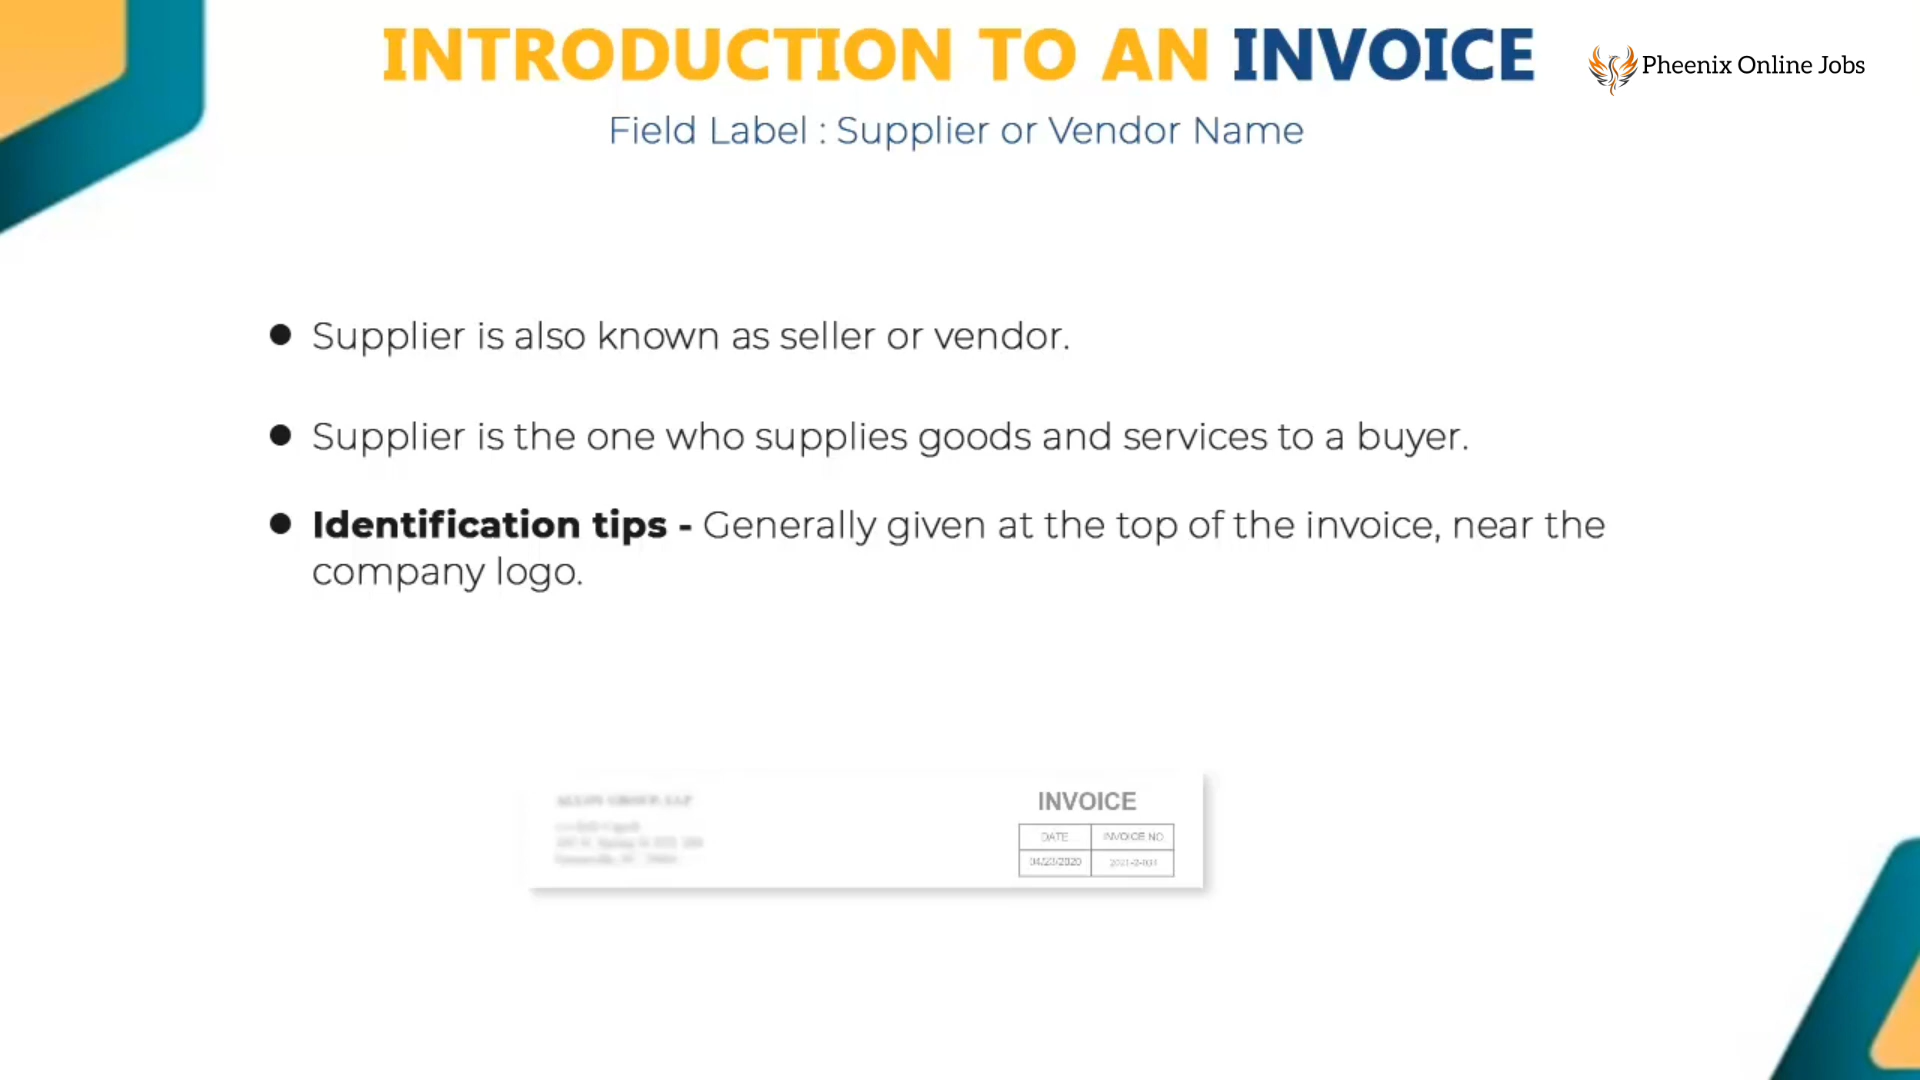 INTRODUCTION TO AN INVOICE
Pheenix Online Jobs
Field Label : Supplier or Vendor Name
● Supplier is also known as seller or vendor.
● Supplier is the one who supplies goods and services to a buyer.
● Identification tips - Generally given at the top of the invoice, near the
company logo.
INVOICE
DATE INVOICE NO.
04/23/2020